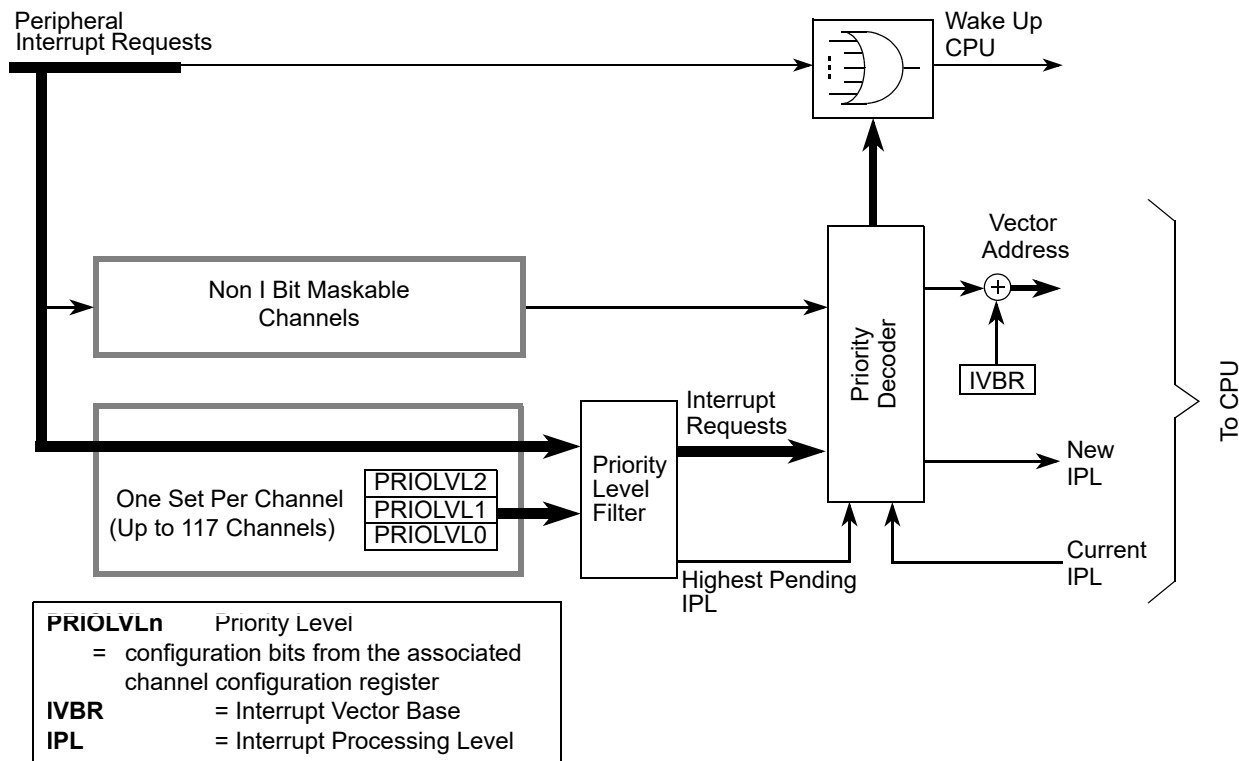 Peripheral
Interrupt Requests
Wake Up
CPU
Vector
Address
Non I Bit Maskable
Channels
Priority
Decoder
IVBR
To CPU
Interrupt
Requests
New
IPL
Priority
Level
Filter
PRIOLVL2
One Set Per Channel
(Up to 117 Channels)
PRIOLVL1
PRIOLVL0
Current
IPL
Highest Pending
IPL
PRIOLVLn Priority Level
= configuration bits from the associated
channel configuration register
IVBR = Interrupt Vector Base
IPL = Interrupt Processing Level